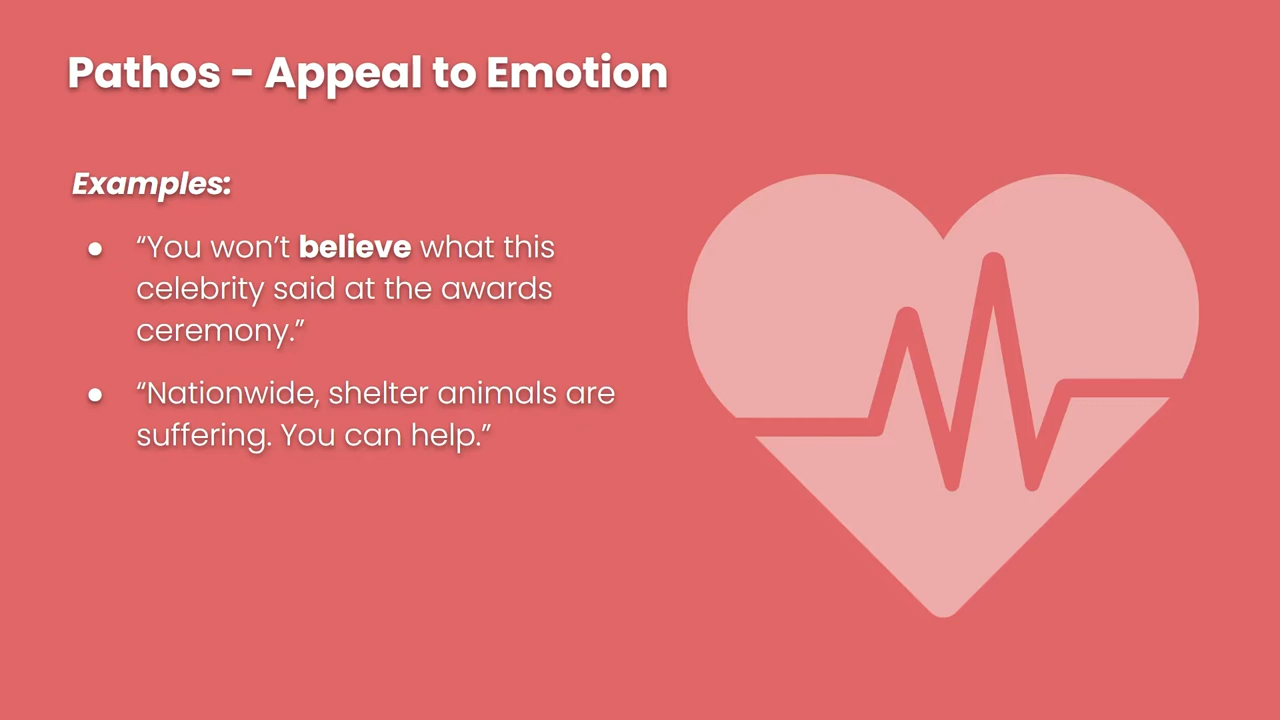 Pathos - Appeal to Emotion
Examples:
● “You won’t believe what this
celebrity said at the awards
ceremony.”
● “Nationwide, shelter animals are
suffering. You can help.”